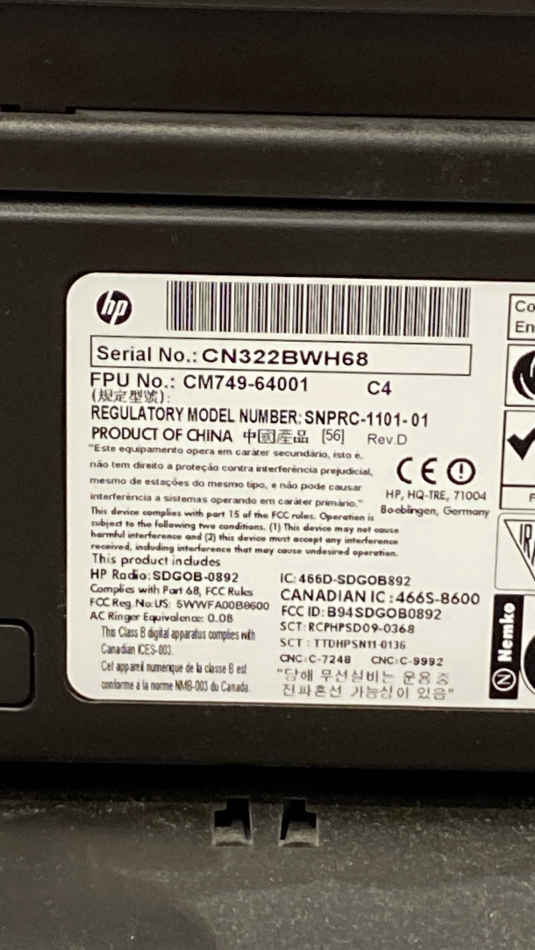 hp
Serial No.: CN322BWH68
FPU No.: CM749-64001 C4
(規定型號):
REGULATORY MODEL NUMBER: SNPRC-1101-01
PRODUCT OF CHINA 中國產品 [56] Rev.D
"Este equipamento opera em caráter secundário, isto é,
não tem direito a proteção contra interferência prejudicial,
mesmo de estações do mesmo tipo, e não pode causar
interferência a sistemas operando em caráter primário."
HP, HQ-TRE, 71004
Boeblingen, Germany
This device complies with part 15 of the FCC rules. Operation is
subject to the following two conditions. (1) This device may not cause
harmful interference and (2) this device must accept any interference
received, including interference that may cause undesired operation.
This product includes
HP Radio: SDGOB-0892
Complies with Part 68, FCC Rules
FCC Reg. No: US: 5WWFA00B8600
AC Ringer Equivalence: 0.0B
This Class B digital apparatus complies with
Canadian ICES-003.
Cet appareil numérique de la classe B est
conforme à la norme NMB-003 du Canada.
IC: 466D-SDGOB892
CANADIAN IC: 466S-8600
FCC ID: B94SDGOB0892
SCT: RCPHPSD09-0368
SCT: TTDHPSN11-0136
CNC: C-7248 CNC: C-9992
"당해 무선설비는 운용 중
전파혼선 가능성이 있음"
Co
En
IRA
N Nemko